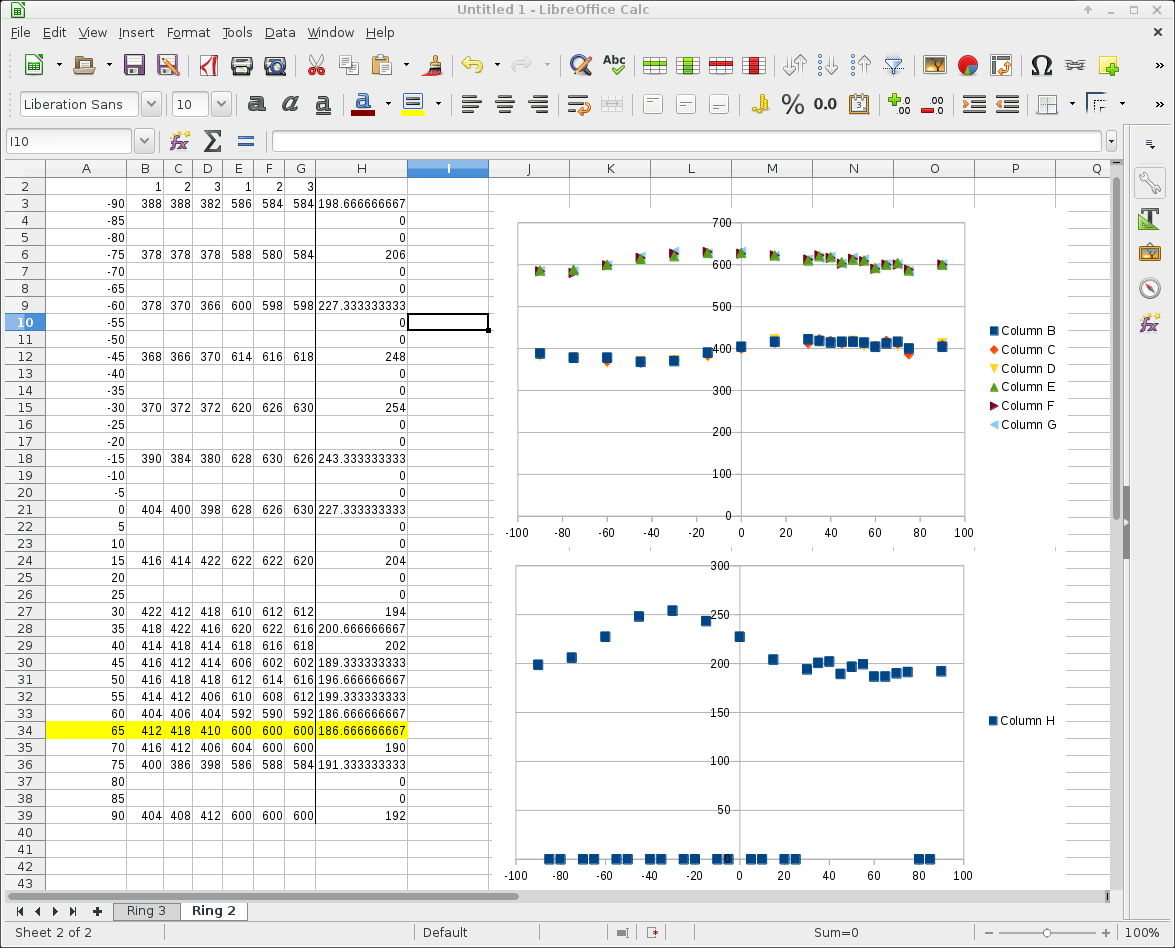 Untitled 1 - LibreOffice Calc
File Edit View Insert Format Tools Data Window Help
Liberation Sans 10
I10
A B C D E F G H I J K L M N O P Q
2 1 2 3 1 2 3
3 -90 388 388 382 586 584 584 198.666666667
4 -85 0
5 -80 0
6 -75 378 378 378 588 580 584 206
7 -70 0
8 -65 0
9 -60 378 370 366 600 598 598 227.333333333
10 -55 0
11 -50 0
12 -45 368 366 370 614 616 618 248
13 -40 0
14 -35 0
15 -30 370 372 372 620 626 630 254
16 -25 0
17 -20 0
18 -15 390 384 380 628 630 626 243.333333333
19 -10 0
20 -5 0
21 0 404 400 398 628 626 630 227.333333333
22 5 0
23 10 0
24 15 416 414 422 622 622 620 204
25 20 0
26 25 0
27 30 422 412 418 610 612 612 194
28 35 418 422 416 620 622 616 200.666666667
29 40 414 418 414 618 616 618 202
30 45 416 412 414 606 602 602 189.333333333
31 50 416 418 418 612 614 616 196.666666667
32 55 414 412 406 610 608 612 199.333333333
33 60 404 406 404 592 590 592 186.666666667
34 65 412 418 410 600 600 600 186.666666667
35 70 416 412 406 604 600 600 190
36 75 400 386 398 586 588 584 191.333333333
37 80 0
38 85 0
39 90 404 408 412 600 600 600 192
40
41
42
43
700
600
500
400
300
200
100
0
-100 -80 -60 -40 -20 0 20 40 60 80 100
Column B
Column C
Column D
Column E
Column F
Column G
300
250
200
150
100
50
0
-100 -80 -60 -40 -20 0 20 40 60 80 100
Column H
Ring 3 Ring 2
Sheet 2 of 2 Default Sum=0 100%